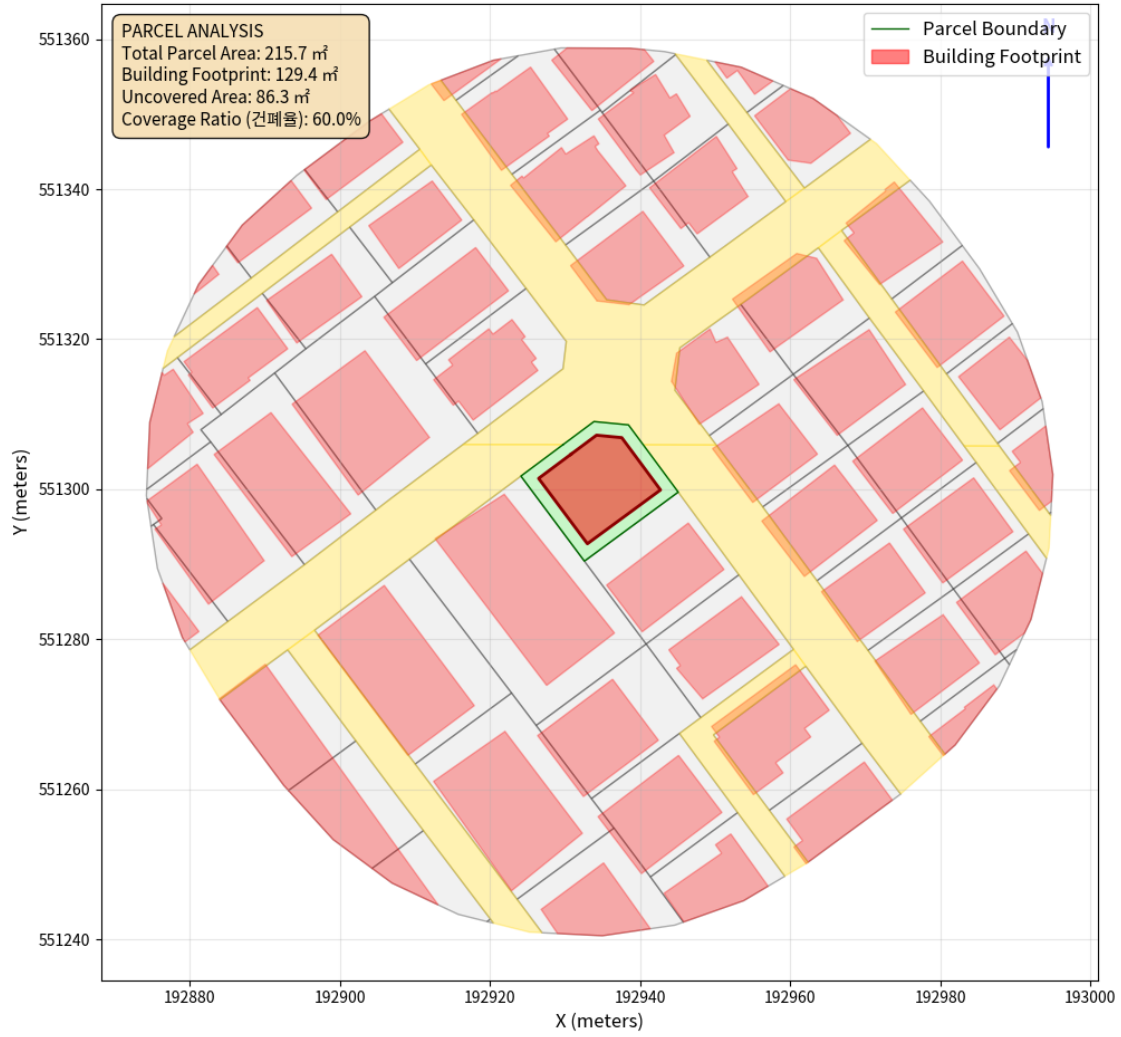 PARCEL ANALYSIS
Total Parcel Area: 215.7 ㎡
Building Footprint: 129.4 ㎡
Uncovered Area: 86.3 ㎡
Coverage Ratio (건폐율): 60.0%
Parcel Boundary
Building Footprint
N
551360
551340
551320
551300
551280
551260
551240
Y (meters)
192880 192900 192920 192940 192960 192980 193000
X (meters)